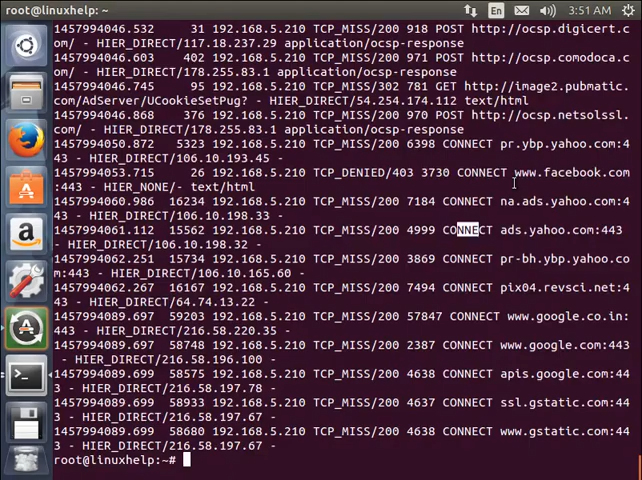 root@linuxhelp: ~
En
3:51 AM
1457994046.532     31 192.168.5.210 TCP_MISS/200 918 POST http://ocsp.digicert.c
om/ - HIER_DIRECT/117.18.237.29 application/ocsp-response
1457994046.603    402 192.168.5.210 TCP_MISS/200 971 POST http://ocsp.comodoca.c
om/ - HIER_DIRECT/178.255.83.1 application/ocsp-response
1457994046.745     95 192.168.5.210 TCP_MISS/302 781 GET http://image2.pubmatic.
com/AdServer/UCookieSetPug? - HIER_DIRECT/54.254.174.112 text/html
1457994046.868    376 192.168.5.210 TCP_MISS/200 970 POST http://ocsp.netsolssl.
com/ - HIER_DIRECT/178.255.83.1 application/ocsp-response
1457994050.872   5323 192.168.5.210 TCP_MISS/200 6398 CONNECT pr.ybp.yahoo.com:4
43 - HIER_DIRECT/106.10.193.45 -
1457994053.715     26 192.168.5.210 TCP_DENIED/403 3730 CONNECT www.facebook.com
:443 - HIER_NONE/- text/html
1457994060.986  16234 192.168.5.210 TCP_MISS/200 7184 CONNECT na.ads.yahoo.com:4
43 - HIER_DIRECT/106.10.198.33 -
1457994061.112  15562 192.168.5.210 TCP_MISS/200 4999 CONNECT ads.yahoo.com:443
- HIER_DIRECT/106.10.198.32 -
1457994062.251  15734 192.168.5.210 TCP_MISS/200 3869 CONNECT pr-bh.ybp.yahoo.co
m:443 - HIER_DIRECT/106.10.165.60 -
1457994062.267  16167 192.168.5.210 TCP_MISS/200 7494 CONNECT pix04.revsci.net:4
43 - HIER_DIRECT/64.74.13.22 -
1457994089.697  59203 192.168.5.210 TCP_MISS/200 57847 CONNECT www.google.co.in:
443 - HIER_DIRECT/216.58.220.35 -
1457994089.697  58748 192.168.5.210 TCP_MISS/200 2387 CONNECT www.google.com:443
- HIER_DIRECT/216.58.196.100 -
1457994089.699  58575 192.168.5.210 TCP_MISS/200 4638 CONNECT apis.google.com:44
3 - HIER_DIRECT/216.58.197.78 -
1457994089.699  58933 192.168.5.210 TCP_MISS/200 4637 CONNECT ssl.gstatic.com:44
3 - HIER_DIRECT/216.58.197.67 -
1457994089.699  58680 192.168.5.210 TCP_MISS/200 4638 CONNECT www.gstatic.com:44
3 - HIER_DIRECT/216.58.197.67 -
root@linuxhelp:~#